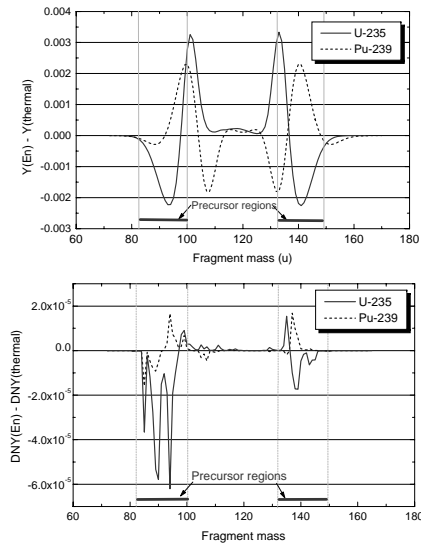 0.004
0.003
0.002
0.001
0.000
-0.001
-0.002
-0.003
Y(En) - Y(thermal)
U-235
Pu-239
Precursor regions
60 80 100 120 140 160 180
Fragment mass (u)
2.0x10⁻⁵
0.0
-2.0x10⁻⁵
-4.0x10⁻⁵
-6.0x10⁻⁵
DNY(En) - DNY(thermal)
U-235
Pu-239
Precursor regions
60 80 100 120 140 160 180
Fragment mass (u)